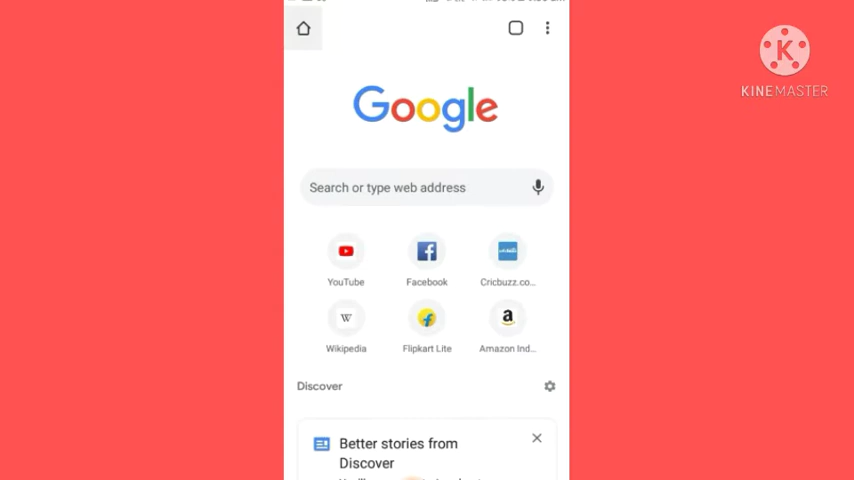 K
KINEMASTER
Google
Search or type web address
YouTube
Facebook
Cricbuzz.co...
W
Wikipedia
Flipkart Lite
Amazon Ind...
Discover
Better stories from
Discover